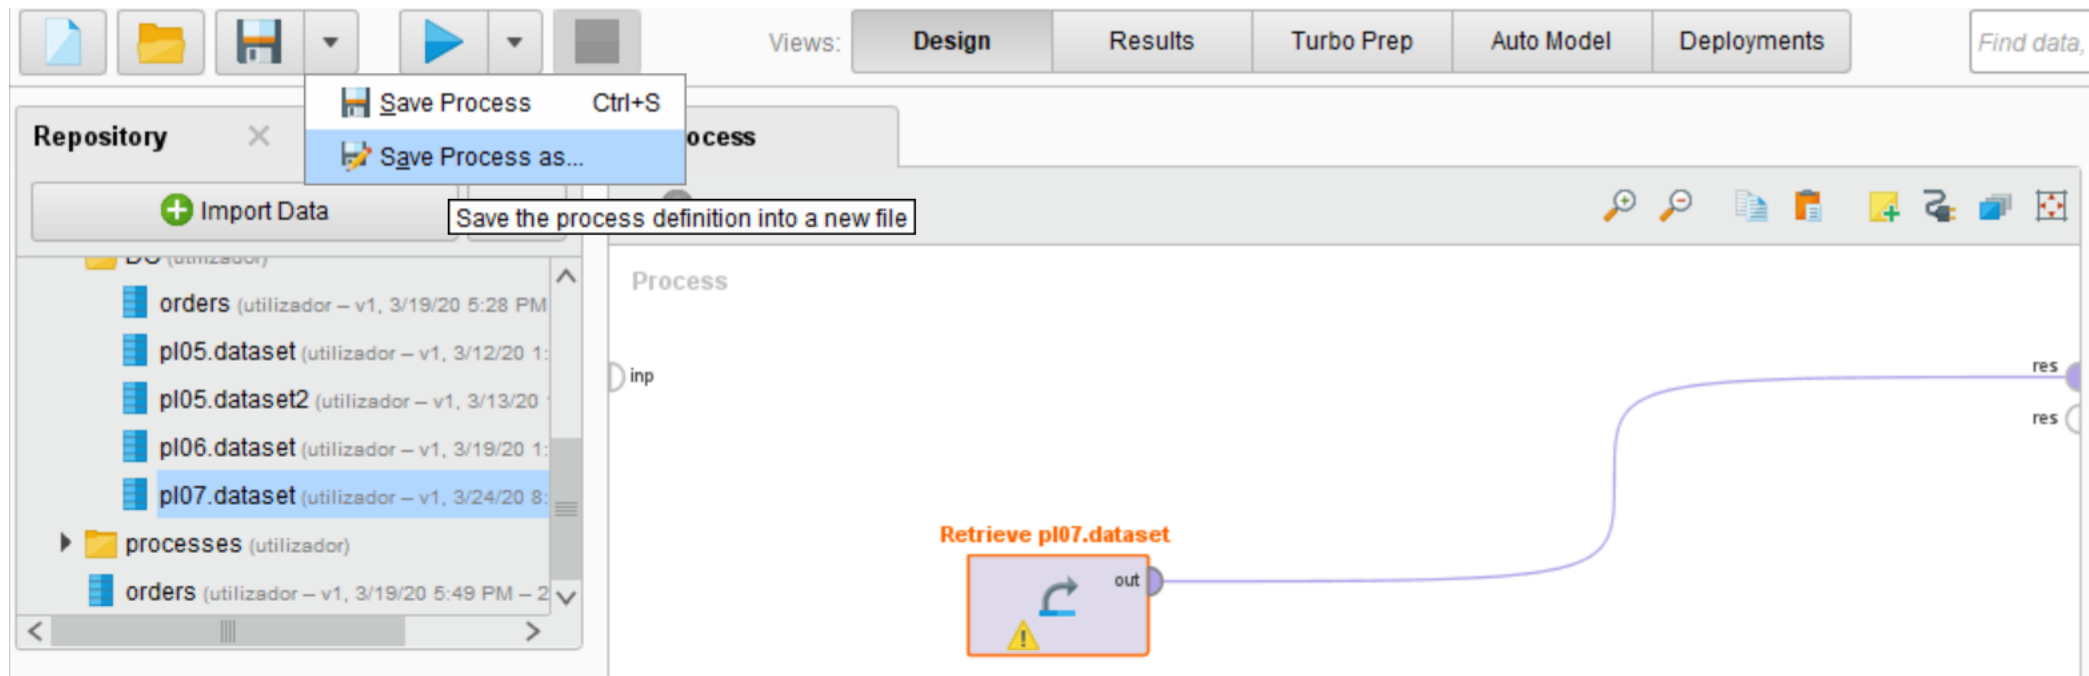 Views: Design Results Turbo Prep Auto Model Deployments Find data,
Save Process Ctrl+S
Save Process as...
Repository
ocess
Import Data
Save the process definition into a new file
(utilizador)
orders (utilizador – v1, 3/19/20 5:28 PM
pl05.dataset (utilizador – v1, 3/12/20 1:
pl05.dataset2 (utilizador – v1, 3/13/20
pl06.dataset (utilizador – v1, 3/19/20 1:
pl07.dataset (utilizador – v1, 3/24/20 8:
processes (utilizador)
orders (utilizador – v1, 3/19/20 5:49 PM – 2
Process
inp
res
res
Retrieve pl07.dataset
out